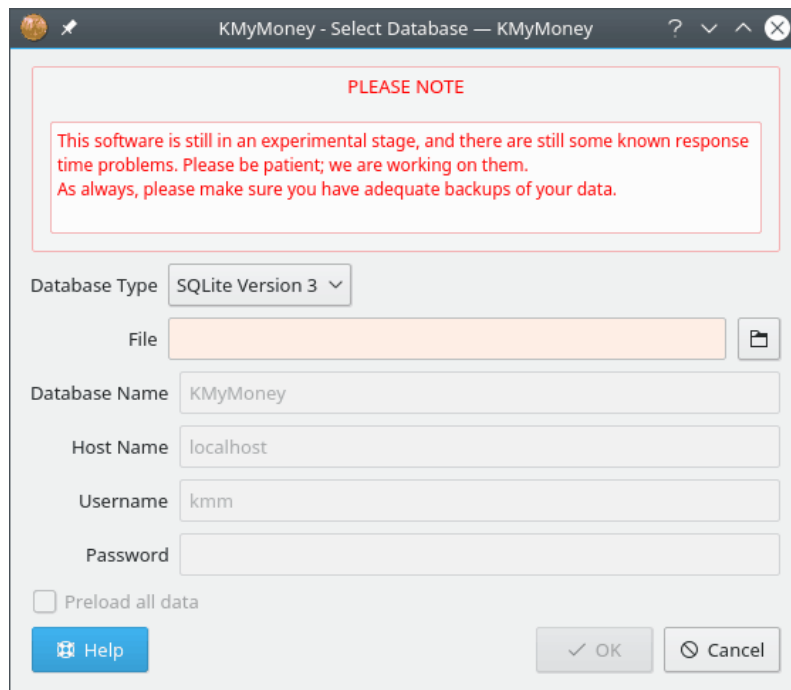 KMyMoney - Select Database — KMyMoney
PLEASE NOTE
This software is still in an experimental stage, and there are still some known response
time problems. Please be patient; we are working on them.
As always, please make sure you have adequate backups of your data.
Database Type SQLite Version 3
File
Database Name KMyMoney
Host Name localhost
Username kmm
Password
Preload all data
Help OK Cancel